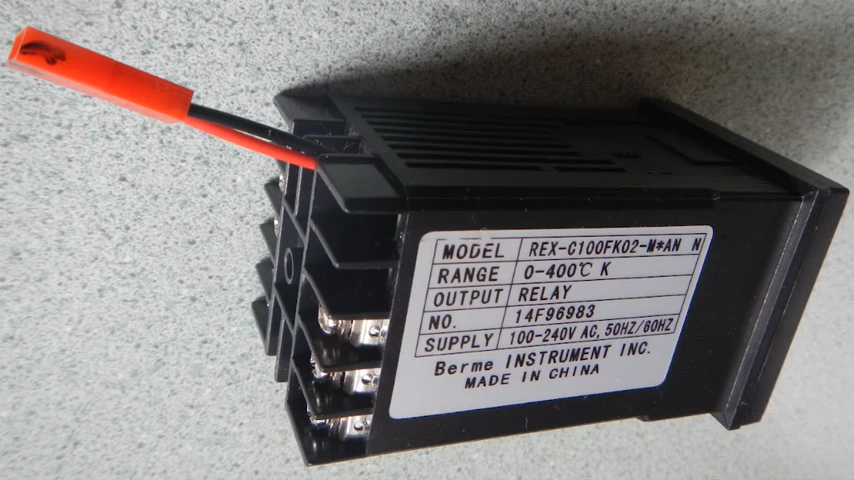 MODEL REX-C100FK02-M*AN N
RANGE 0-400℃ K
OUTPUT RELAY
NO. 14F96983
SUPPLY 100-240V AC, 50HZ/60HZ
Berme INSTRUMENT INC.
MADE IN CHINA